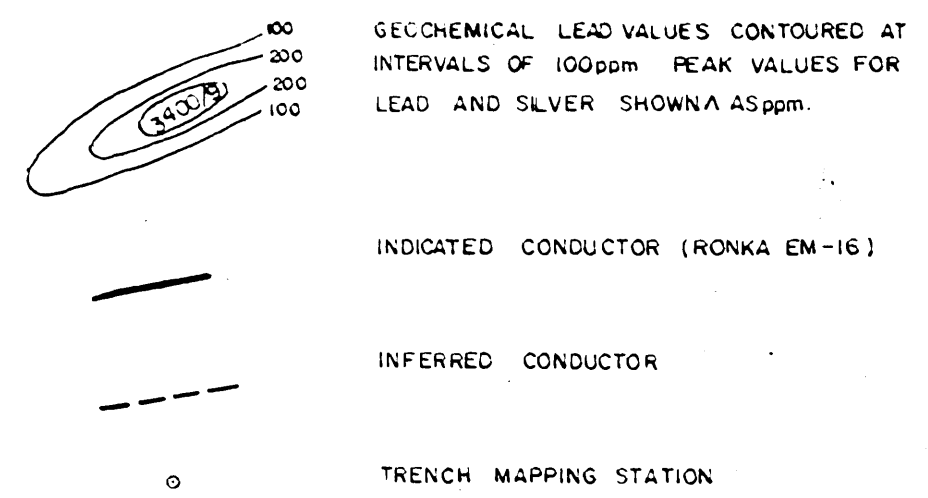 100
200
200
100
3400/9
GEOCHEMICAL LEAD VALUES CONTOURED AT
INTERVALS OF 100ppm PEAK VALUES FOR
LEAD AND SILVER SHOWN Λ AS ppm.
INDICATED CONDUCTOR (RONKA EM-16)
INFERRED CONDUCTOR
TRENCH MAPPING STATION